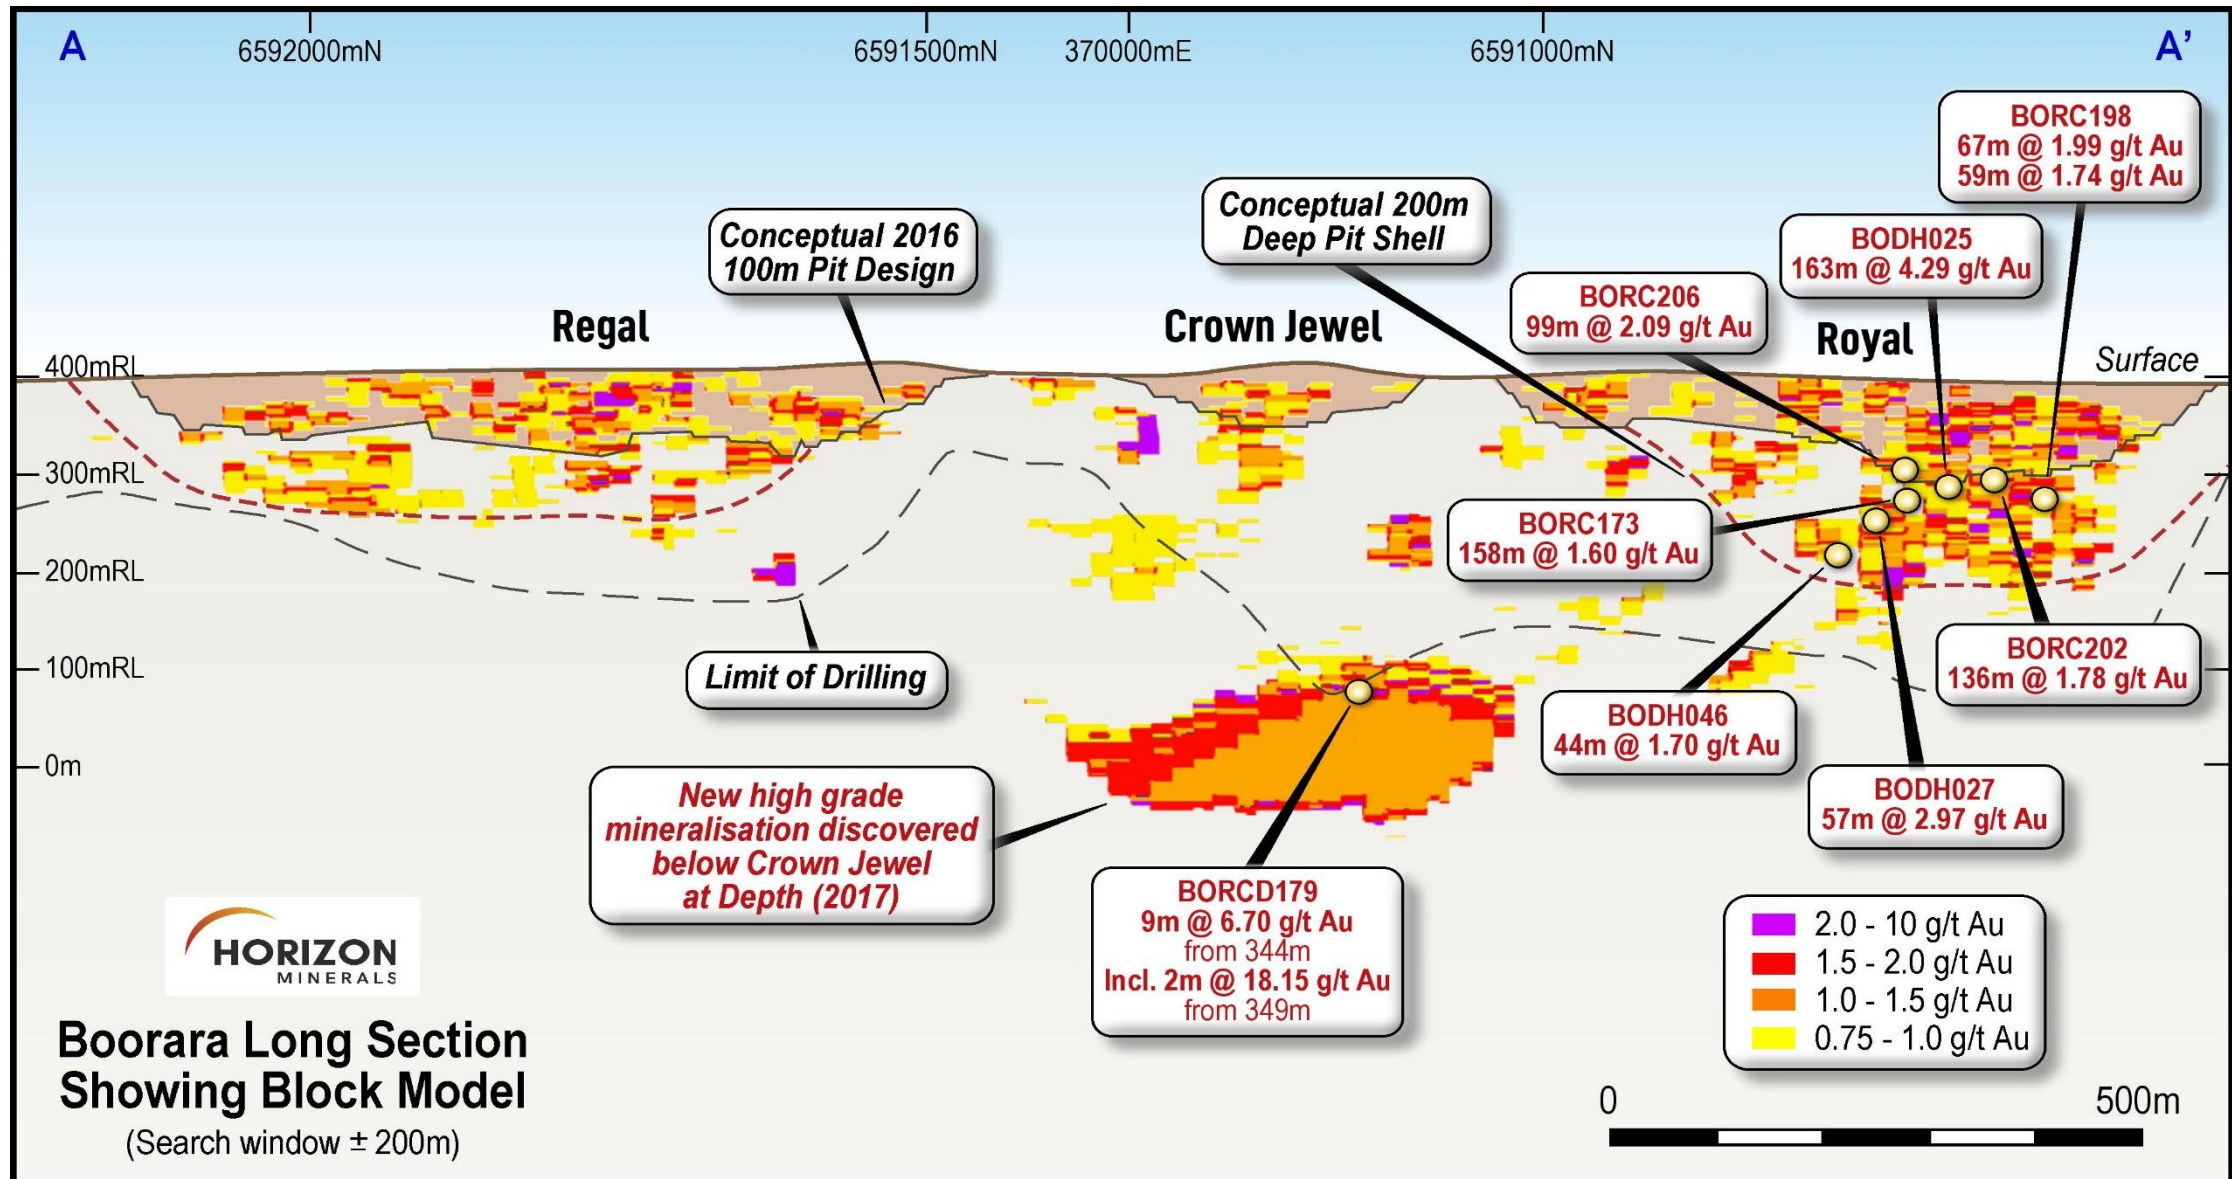 A
6592000mN
6591500mN
370000mE
6591000mN
A’
BORC198
67m @ 1.99 g/t Au
59m @ 1.74 g/t Au
Conceptual 200m
Deep Pit Shell
Conceptual 2016
100m Pit Design
BODH025
163m @ 4.29 g/t Au
BORC206
99m @ 2.09 g/t Au
Regal
Crown Jewel
Royal
Surface
400mRL
300mRL
200mRL
100mRL
0m
BORC173
158m @ 1.60 g/t Au
Limit of Drilling
BORC202
136m @ 1.78 g/t Au
BODH046
44m @ 1.70 g/t Au
BODH027
57m @ 2.97 g/t Au
New high grade
mineralisation discovered
below Crown Jewel
at Depth (2017)
BORCD179
9m @ 6.70 g/t Au
from 344m
Incl. 2m @ 18.15 g/t Au
from 349m
2.0 - 10 g/t Au
1.5 - 2.0 g/t Au
1.0 - 1.5 g/t Au
0.75 - 1.0 g/t Au
HORIZON
MINERALS
Boorara Long Section
Showing Block Model
(Search window ± 200m)
0
500m